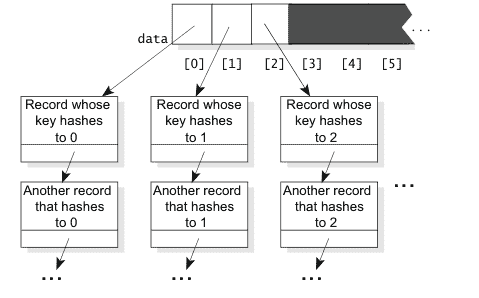 data
...
[0] [1] [2] [3] [4] [5]
Record whose
key hashes
to 0
Record whose
key hashes
to 1
Record whose
key hashes
to 2
...
Another record
that hashes
to 0
Another record
that hashes
to 1
Another record
that hashes
to 2
...
...
...